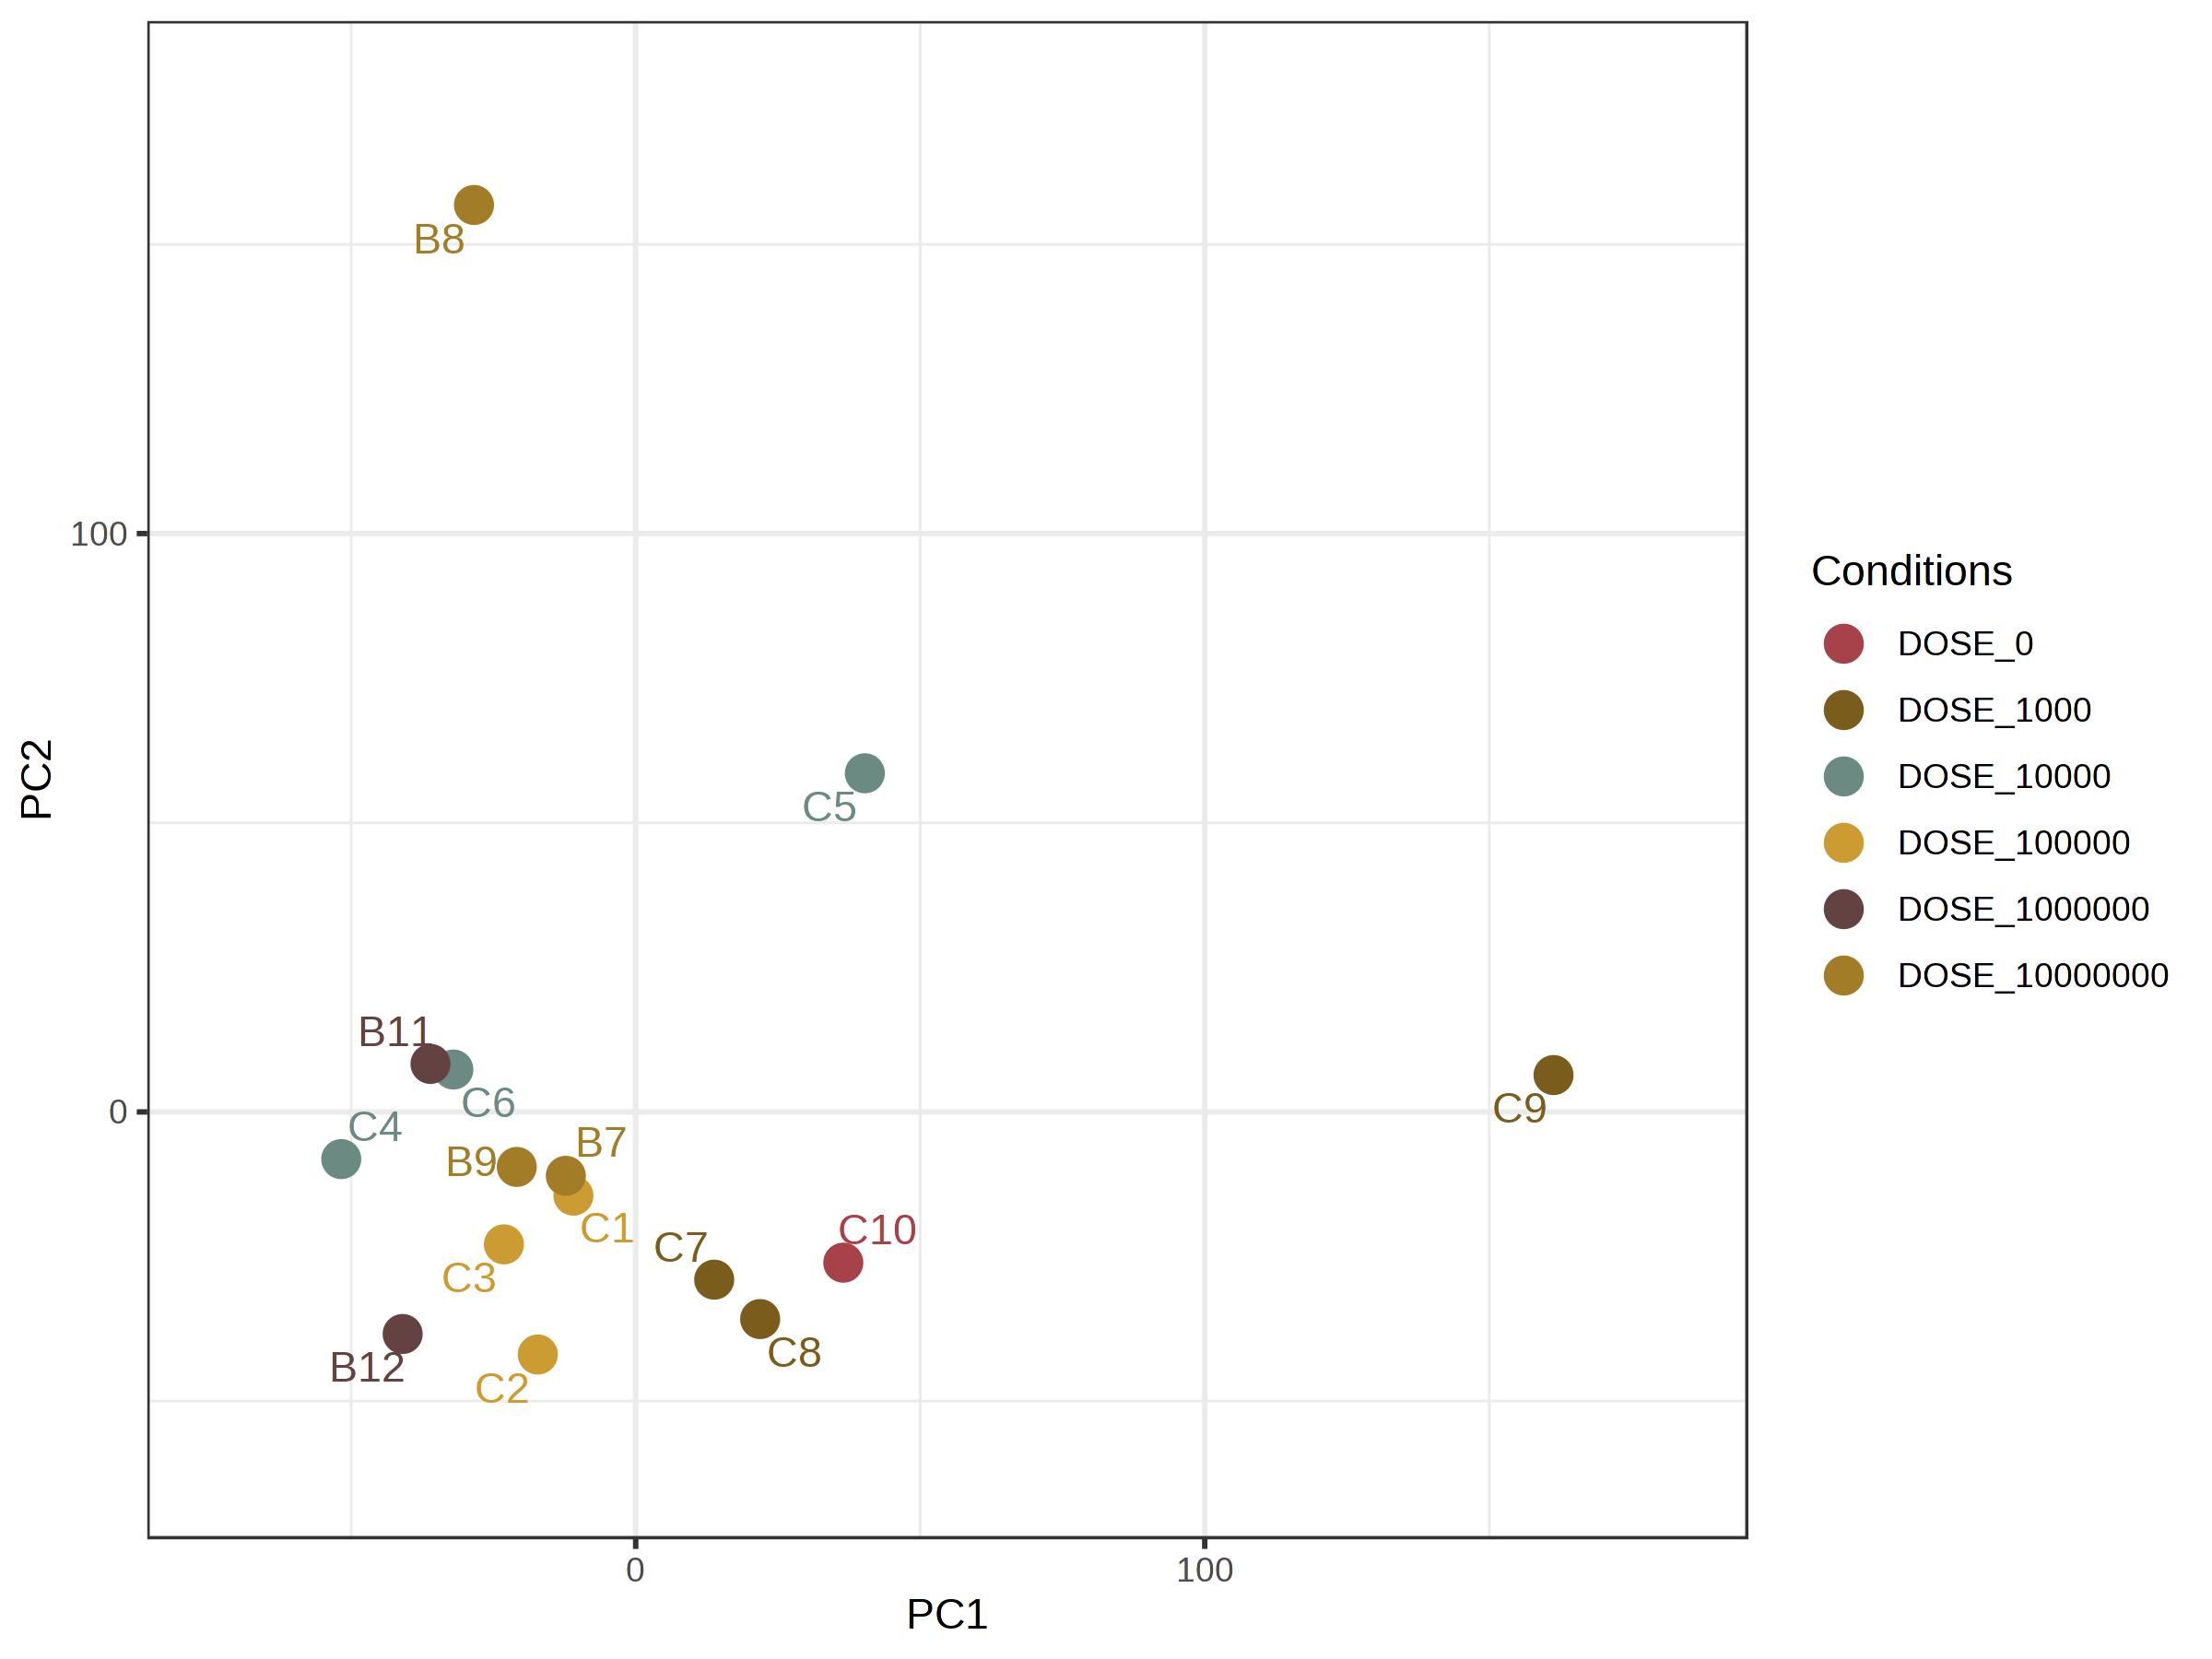 B8
100
C5
PC2
B11
C6
0
C4
C9
B9
B7
C1
C10
C7
C3
B12
C8
C2
0
100
PC1
Conditions
DOSE_0
DOSE_1000
DOSE_10000
DOSE_100000
DOSE_1000000
DOSE_10000000